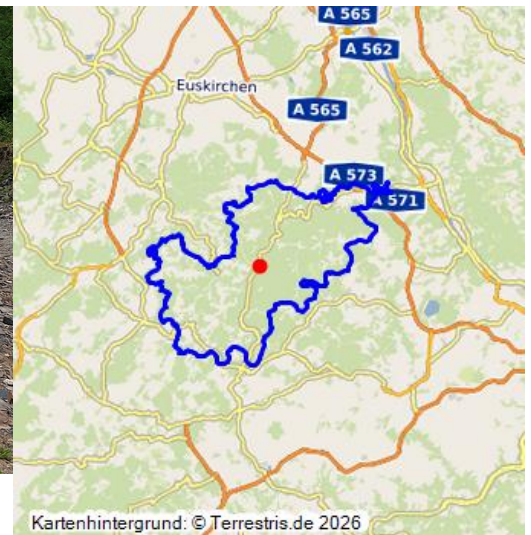 A 565
A 562
Euskirchen
A 565
A 573
A 571
Kartenhintergrund: © Terrestris.de 2026